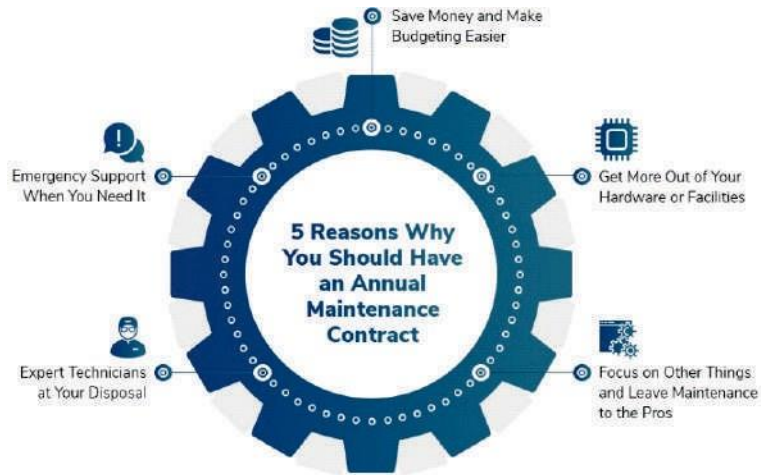 Save Money and Make
Budgeting Easier
Emergency Support
When You Need It
Get More Out of Your
Hardware or Facilities
5 Reasons Why
You Should Have
an Annual
Maintenance
Contract
Expert Technicians
at Your Disposal
Focus on Other Things
and Leave Maintenance
to the Pros